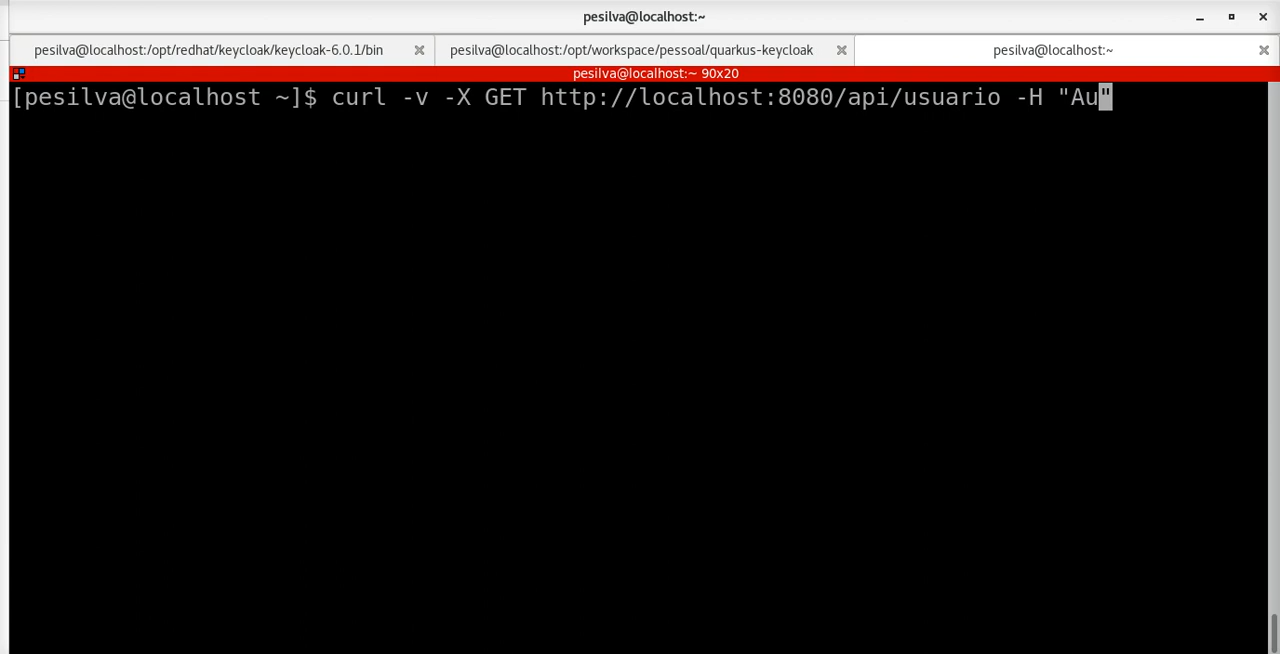 pesilva@localhost:~
pesilva@localhost:/opt/redhat/keycloak/keycloak-6.0.1/bin
pesilva@localhost:/opt/workspace/pessoal/quarkus-keycloak
pesilva@localhost:~
pesilva@localhost:~ 90x20
[pesilva@localhost ~]$ curl -v -X GET http://localhost:8080/api/usuario -H "Au"